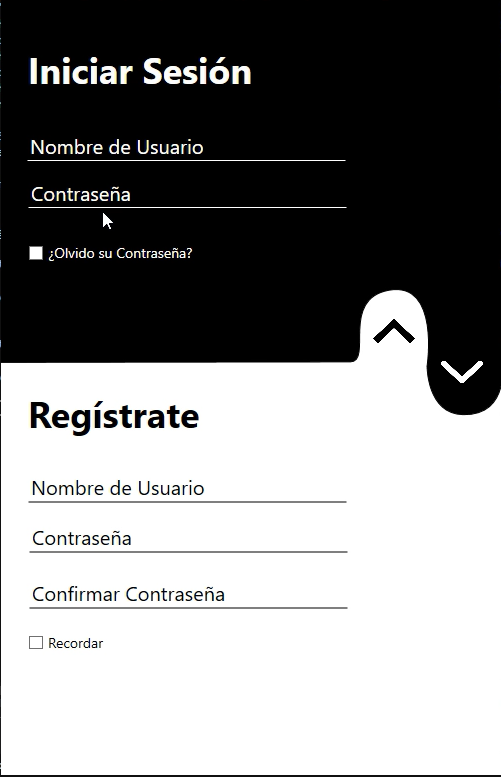 Iniciar Sesión
Nombre de Usuario
Contraseña
¿Olvido su Contraseña?
Regístrate
Nombre de Usuario
Contraseña
Confirmar Contraseña
Recordar